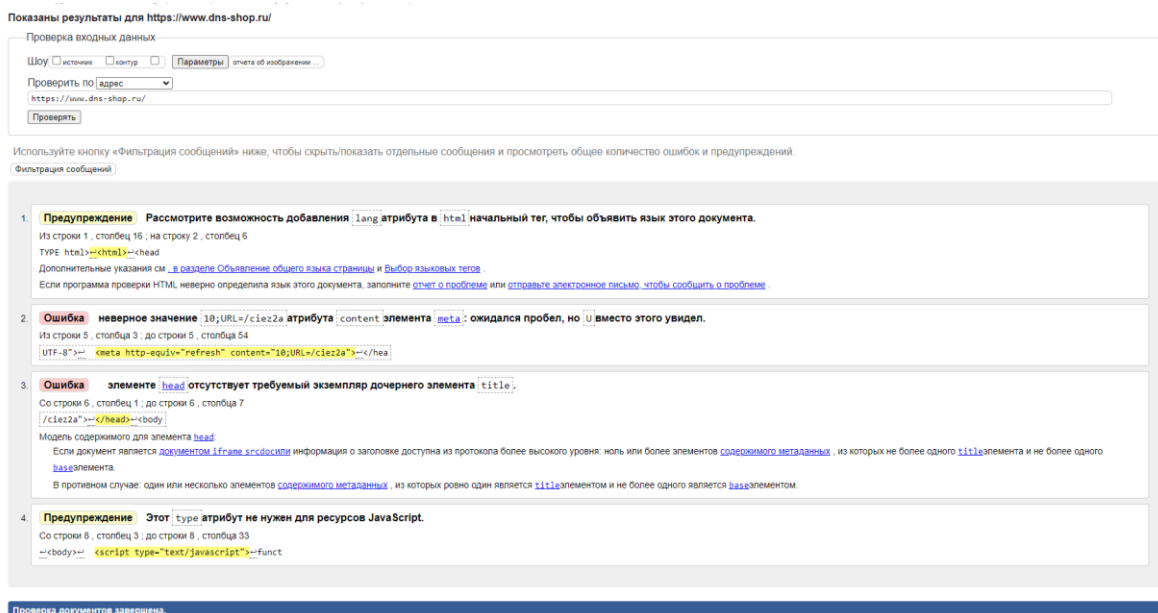 Показаны результаты для https://www.dns-shop.ru/
Проверка входных данных
Шоу источник контур Параметры отчета об изображении ...
Проверить по адрес
https://www.dns-shop.ru/
Проверять
Используйте кнопку «Фильтрация сообщений» ниже, чтобы скрыть/показать отдельные сообщения и просмотреть общее количество ошибок и предупреждений.
Фильтрация сообщений
1. Предупреждение Рассмотрите возможность добавления lang атрибута в html начальный тег, чтобы объявить язык этого документа.
Из строки 1 , столбец 16 ; на строку 2 , столбец 6
TYPE html>↩<html>↩<head
Дополнительные указания см . в разделе Объявление общего языка страницы и Выбор языковых тегов .
Если программа проверки HTML неверно определила язык этого документа, заполните отчет о проблеме или отправьте электронное письмо, чтобы сообщить о проблеме .
2. Ошибка неверное значение 10;URL=/ciez2a атрибута content элемента meta : ожидался пробел, но U вместо этого увидел.
Из строки 5 , столбца 3 ; до строки 5 , столбца 54
UTF-8">↩ <meta http-equiv="refresh" content="10;URL=/ciez2a">↩</hea
3. Ошибка элементе head отсутствует требуемый экземпляр дочернего элемента title .
Со строки 6 , столбец 1 ; до строки 6 , столбца 7
/ciez2a">↩</head>↩<body
Модель содержимого для элемента head:
Если документ является документом iframe srcdocили информация о заголовке доступна из протокола более высокого уровня: ноль или более элементов содержимого метаданных , из которых не более одного titleэлемента и не более одного
baseэлемента.
В противном случае: один или несколько элементов содержимого метаданных , из которых ровно один является titleэлементом и не более одного является baseэлементом.
4. Предупреждение Этот type атрибут не нужен для ресурсов JavaScript.
Со строки 8 , столбец 3 ; до строки 8 , столбца 33
↩<body>↩ <script type="text/javascript">↩funct
Проверка документов завершена.